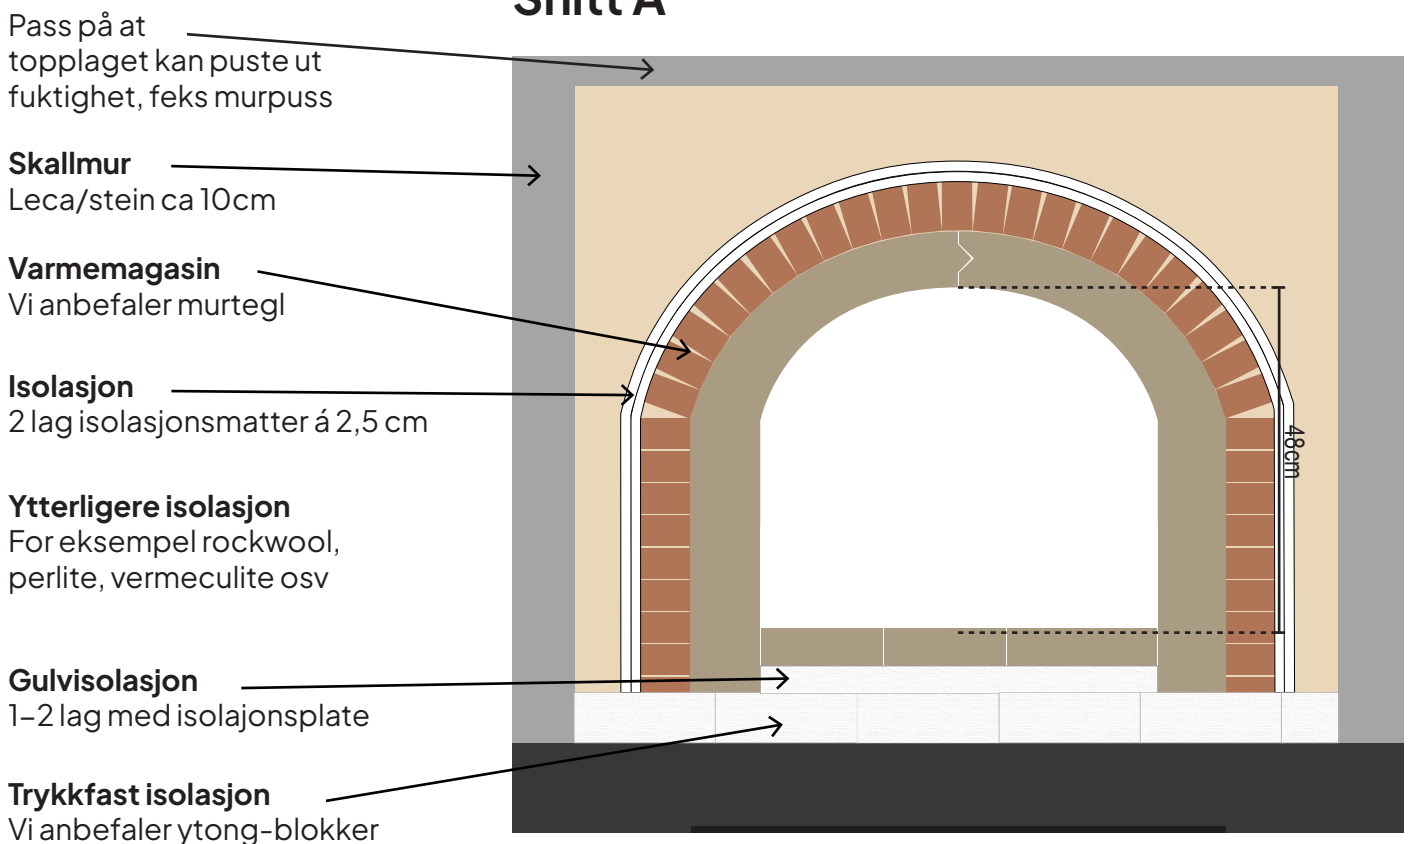 Snitt A
Pass på at
topplaget kan puste ut
fuktighet, feks murpuss
Skallmur
Leca/stein ca 10cm
Varmemagasin
Vi anbefaler murtegl
Isolasjon
2 lag isolasjonsmatter á 2,5 cm
48cm
Ytterligere isolasjon
For eksempel rockwool,
perlite, vermeculite osv
Gulvisolasjon
1–2 lag med isolajonsplate
Trykkfast isolasjon
Vi anbefaler ytong-blokker